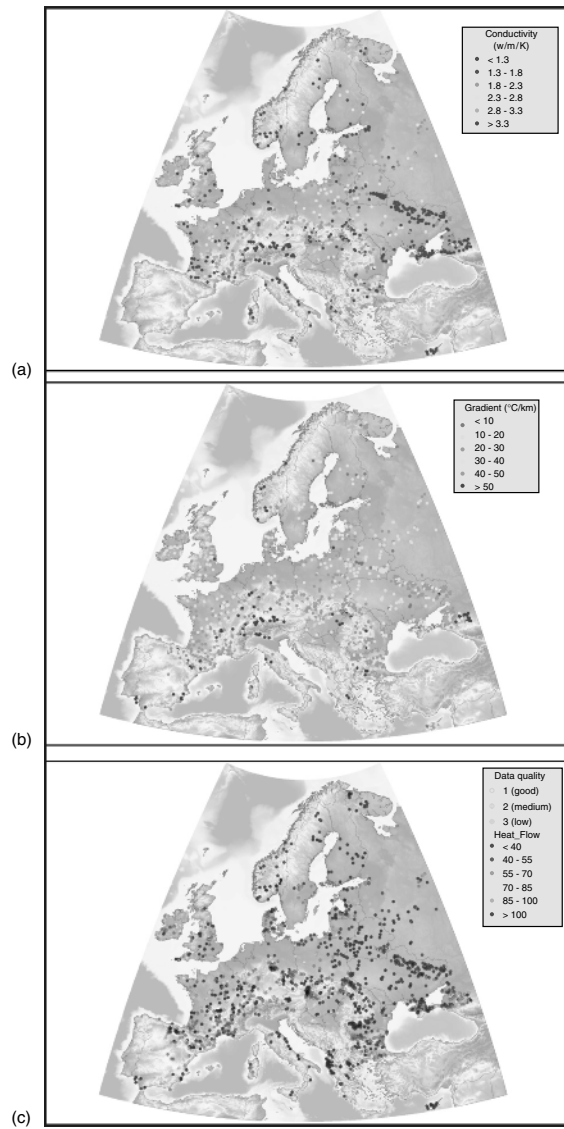 Conductivity
(w/m/K)
< 1.3
1.3 - 1.8
1.8 - 2.3
2.3 - 2.8
2.8 - 3.3
> 3.3
(a)
Gradient (°C/km)
< 10
10 - 20
20 - 30
30 - 40
40 - 50
> 50
(b)
Data quality
1 (good)
2 (medium)
3 (low)
Heat_Flow
< 40
40 - 55
55 - 70
70 - 85
85 - 100
> 100
(c)